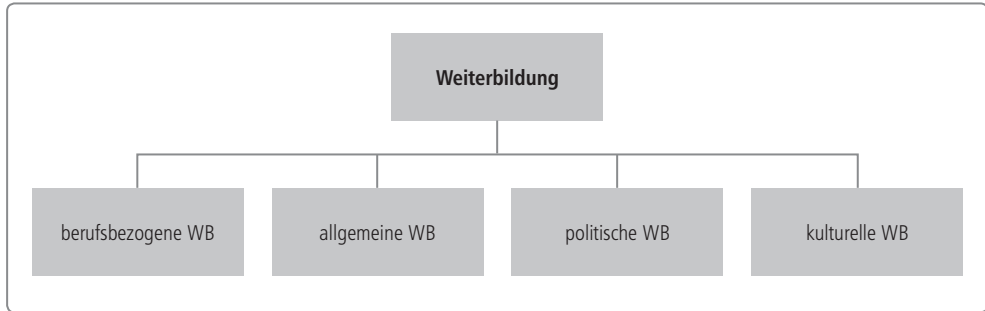 Weiterbildung
berufsbezogene WB
allgemeine WB
politische WB
kulturelle WB